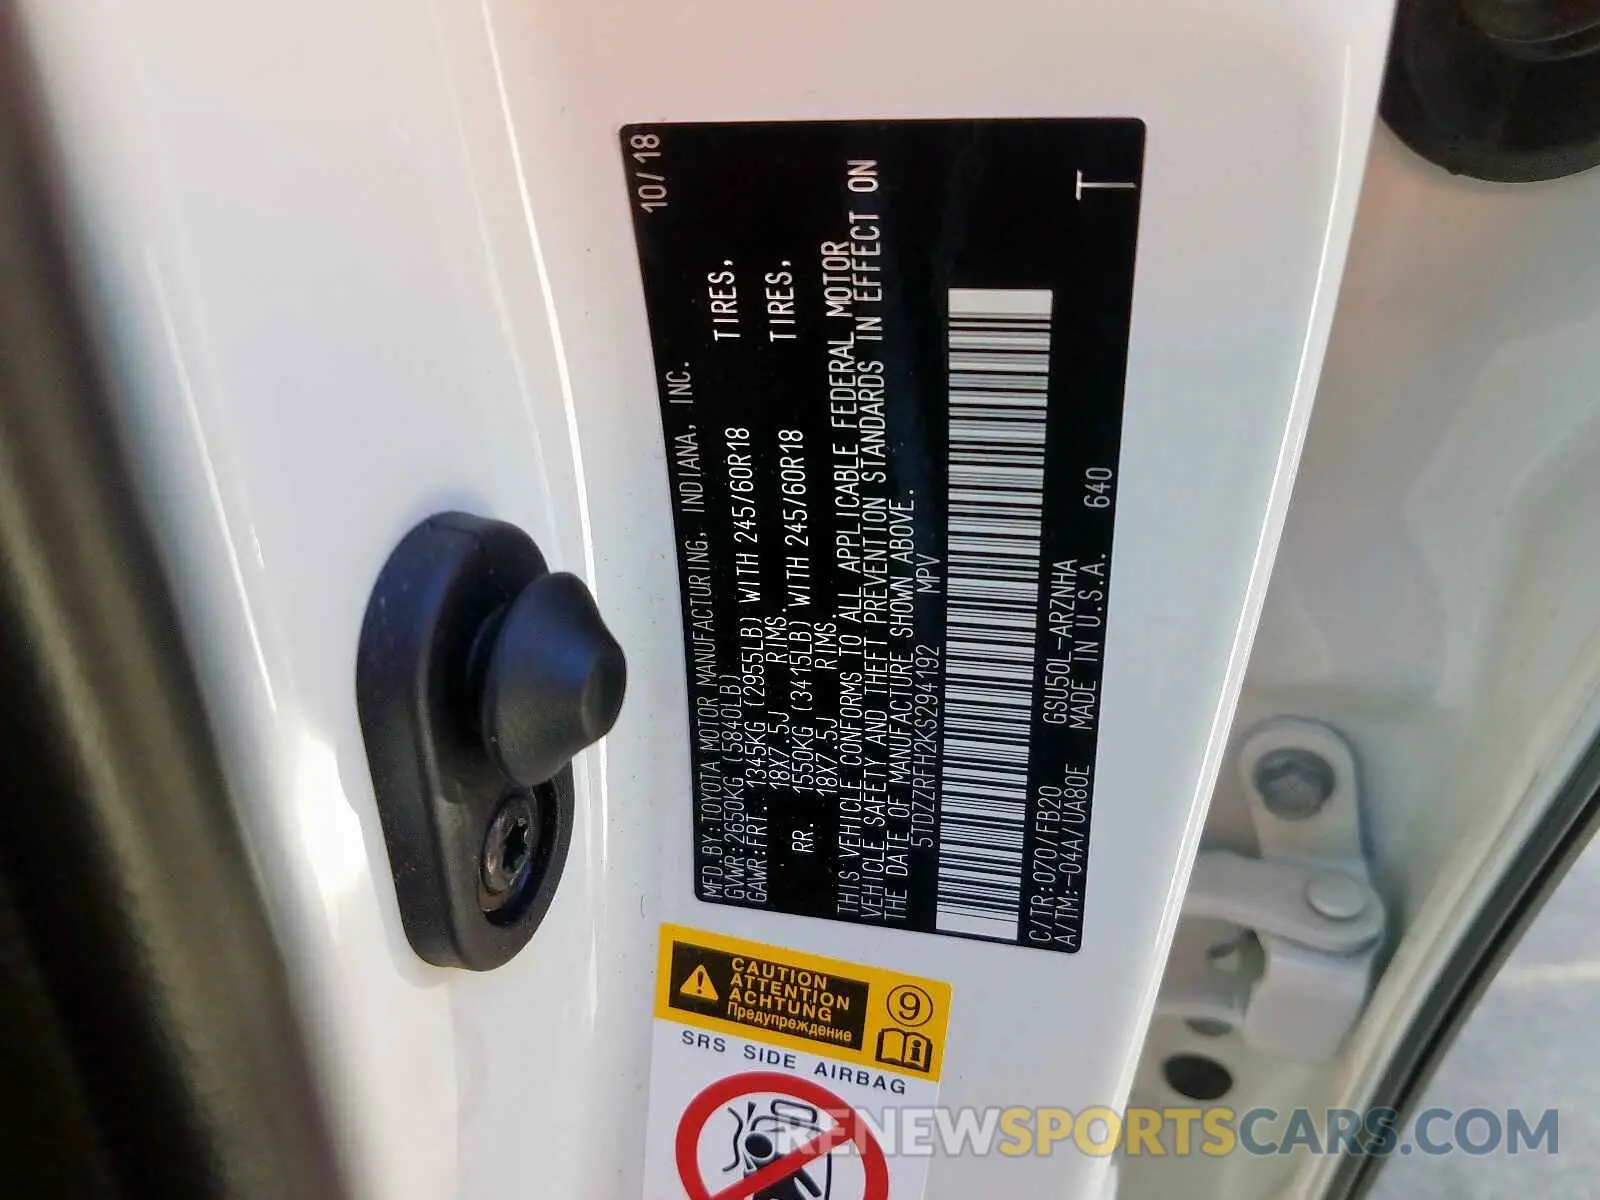 10/18
MFD.BY:TOYOTA MOTOR MANUFACTURING, INDIANA, INC.
GVWR:2650KG (5840LB)
GAWR:FRT. 1345KG (2955LB) WITH 245/60R18 TIRES,
18X7.5J RIMS.
RR. 1550KG (3415LB) WITH 245/60R18 TIRES,
18X7.5J RIMS.
THIS VEHICLE CONFORMS TO ALL APPLICABLE FEDERAL MOTOR
VEHICLE SAFETY AND THEFT PREVENTION STANDARDS IN EFFECT ON
THE DATE OF MANUFACTURE SHOWN ABOVE.
5TDZZRFH2KS294192 MPV
C/TR:070/FB20 GSU50L-ARZNHA
A/TM:-04A/UA80E MADE IN U.S.A. 640
T
CAUTION
ATTENTION
ACHTUNG
Предупреждение
9
i
SRS SIDE AIRBAG
RENEWSPORTSCARS.COM